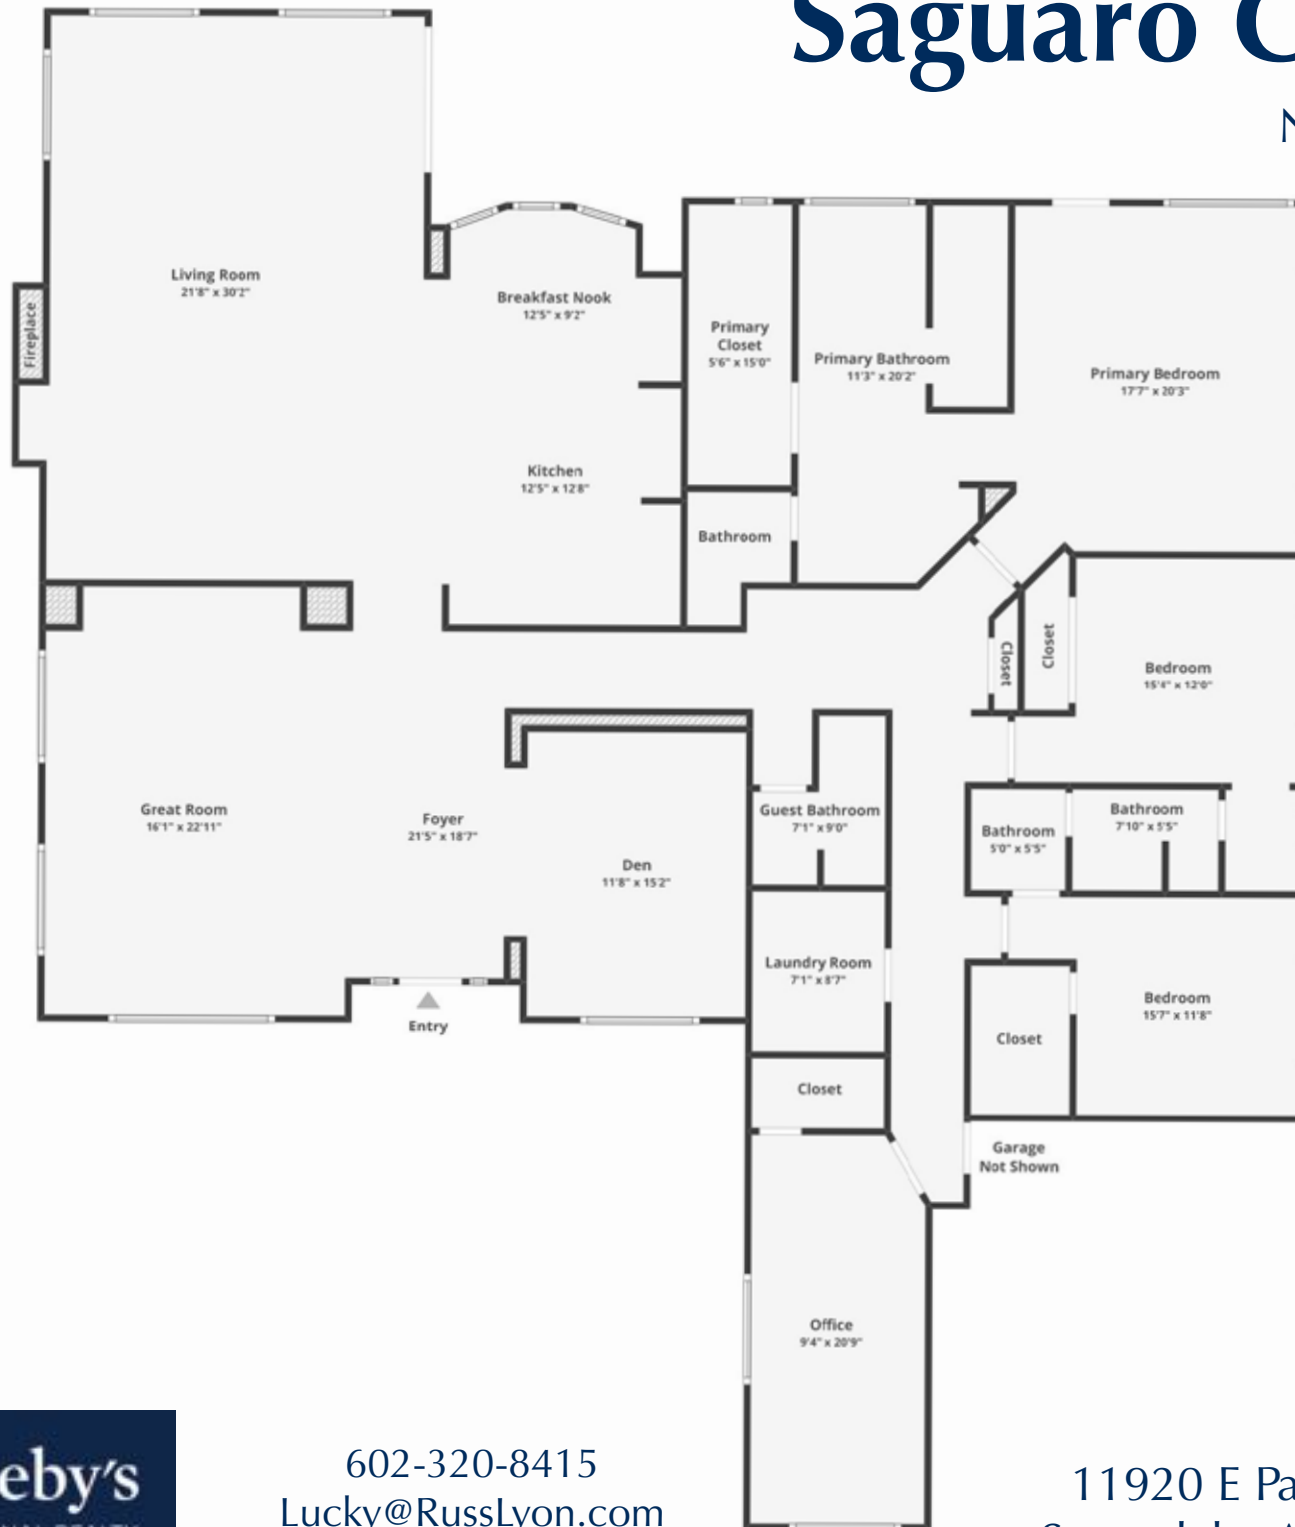 Saguaro C
N
Living Room
21'8" x 30'2"
Fireplace
Breakfast Nook
12'5" x 9'2"
Kitchen
12'5" x 12'8"
Primary
Closet
5'6" x 15'0"
Primary Bathroom
11'3" x 20'2"
Primary Bedroom
17'7" x 20'3"
Bathroom
Closet
Closet
Bedroom
15'4" x 12'0"
Great Room
16'1" x 22'11"
Foyer
21'5" x 18'7"
Den
11'8" x 15'2"
Guest Bathroom
7'1" x 9'0"
Bathroom
5'0" x 5'5"
Bathroom
7'10" x 5'5"
Laundry Room
7'1" x 8'7"
Bedroom
15'7" x 11'8"
Closet
Entry
Closet
Garage
Not Shown
Office
9'4" x 20'9"
eby's
602-320-8415
Lucky@RussLyon.com
11920 E Pa